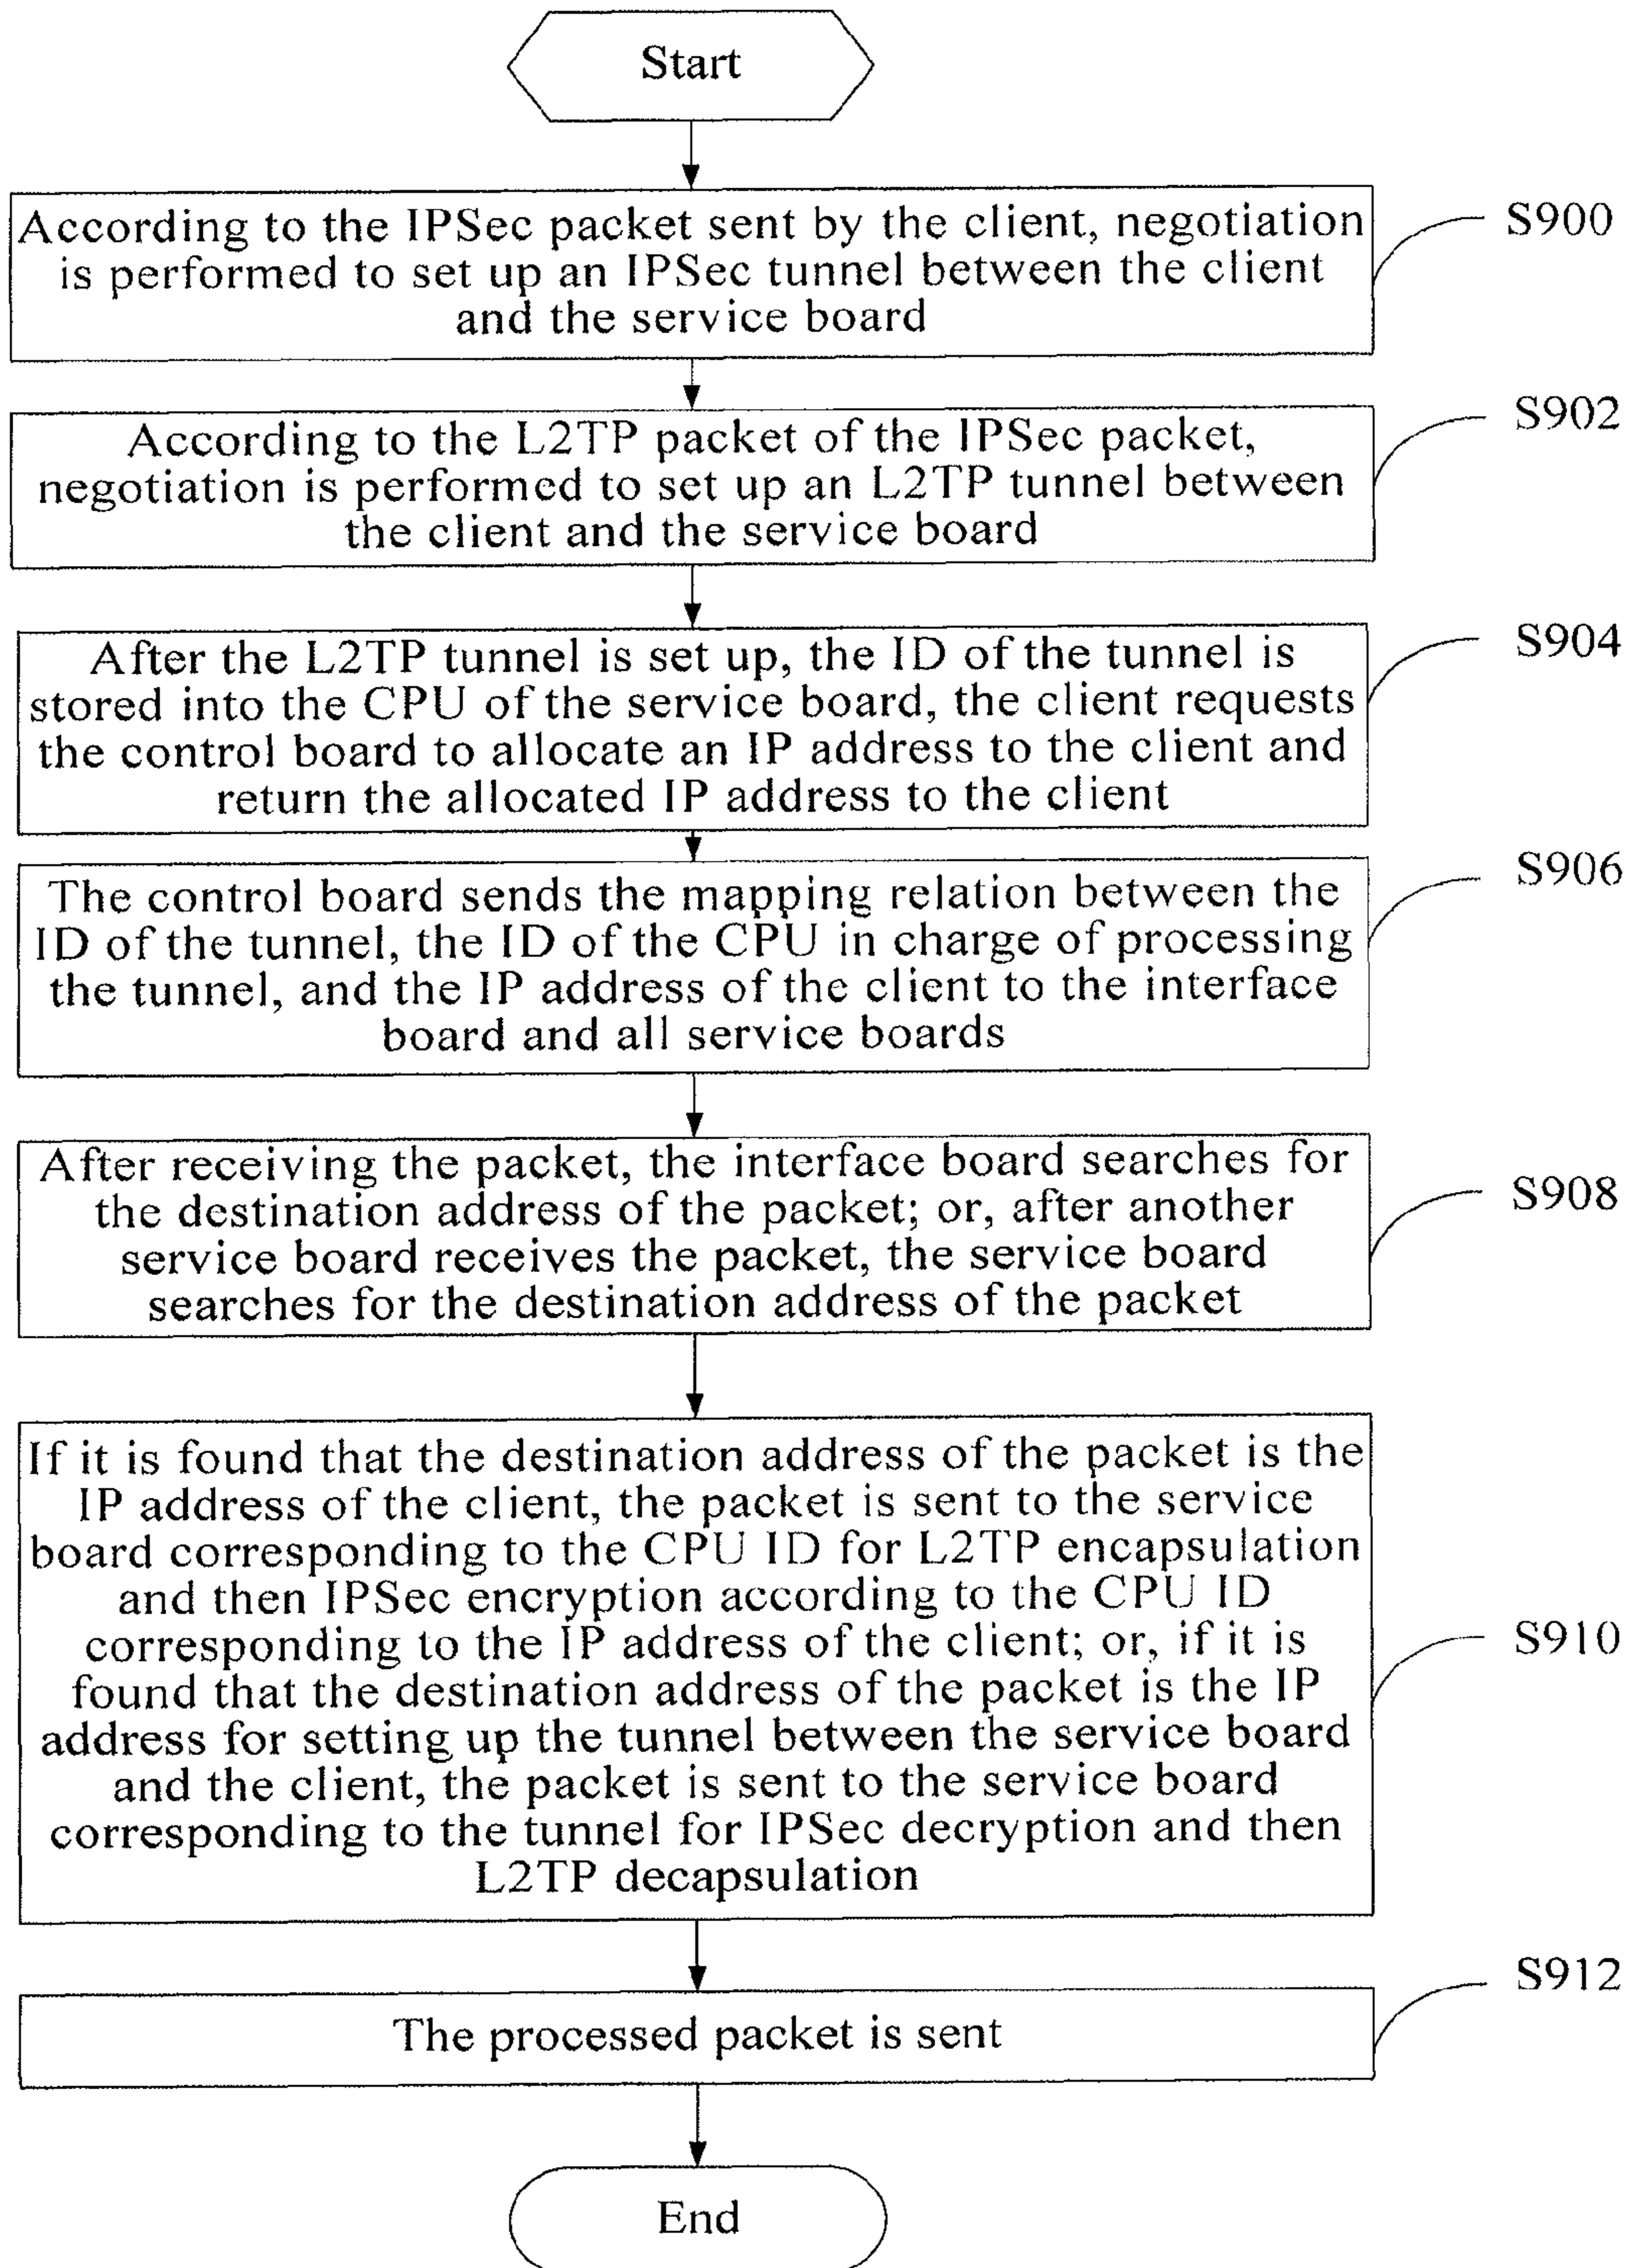 Start
According to the IPSec packet sent by the client, negotiation
is performed to set up an IPSec tunnel between the client
and the service board
S900
According to the L2TP packet of the IPSec packet,
negotiation is performed to set up an L2TP tunnel between
the client and the service board
S902
After the L2TP tunnel is set up, the ID of the tunnel is
stored into the CPU of the service board, the client requests
the control board to allocate an IP address to the client and
return the allocated IP address to the client
S904
The control board sends the mapping relation between the
ID of the tunnel, the ID of the CPU in charge of processing
the tunnel, and the IP address of the client to the interface
board and all service boards
S906
After receiving the packet, the interface board searches for
the destination address of the packet; or, after another
service board receives the packet, the service board
searches for the destination address of the packet
S908
If it is found that the destination address of the packet is the
IP address of the client, the packet is sent to the service
board corresponding to the CPU ID for L2TP encapsulation
and then IPSec encryption according to the CPU ID
corresponding to the IP address of the client; or, if it is
found that the destination address of the packet is the IP
address for setting up the tunnel between the service board
and the client, the packet is sent to the service board
corresponding to the tunnel for IPSec decryption and then
L2TP decapsulation
S910
The processed packet is sent
S912
End